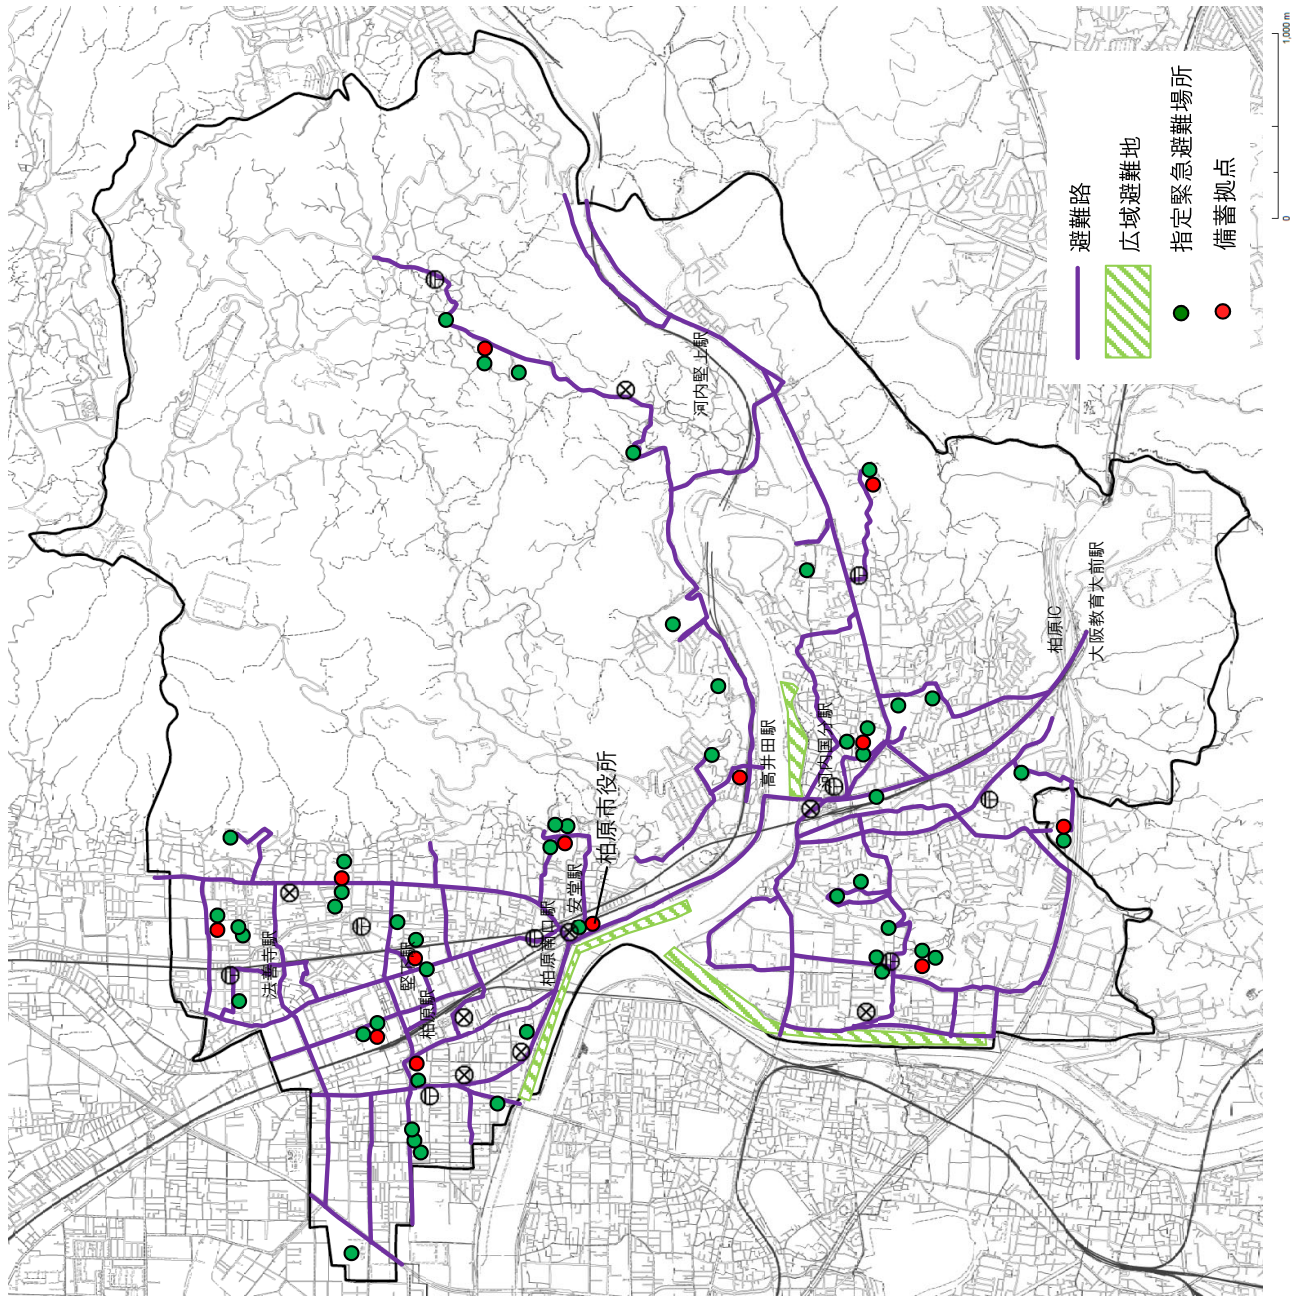 避難路
広域避難地
指定緊急避難場所
備蓄拠点
0
1,000 m
河内堅上駅
柏原IC
大阪教育大前駅
高井田駅
河内国分駅
柏原市役所
安堂駅
柏原南口駅
法善寺駅
堅下駅
柏原駅